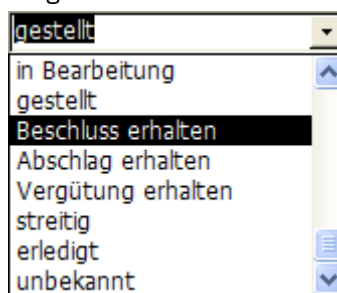 gestellt
in Bearbeitung
gestellt
Beschluss erhalten
Abschlag erhalten
Vergütung erhalten
streitig
erledigt
unbekannt